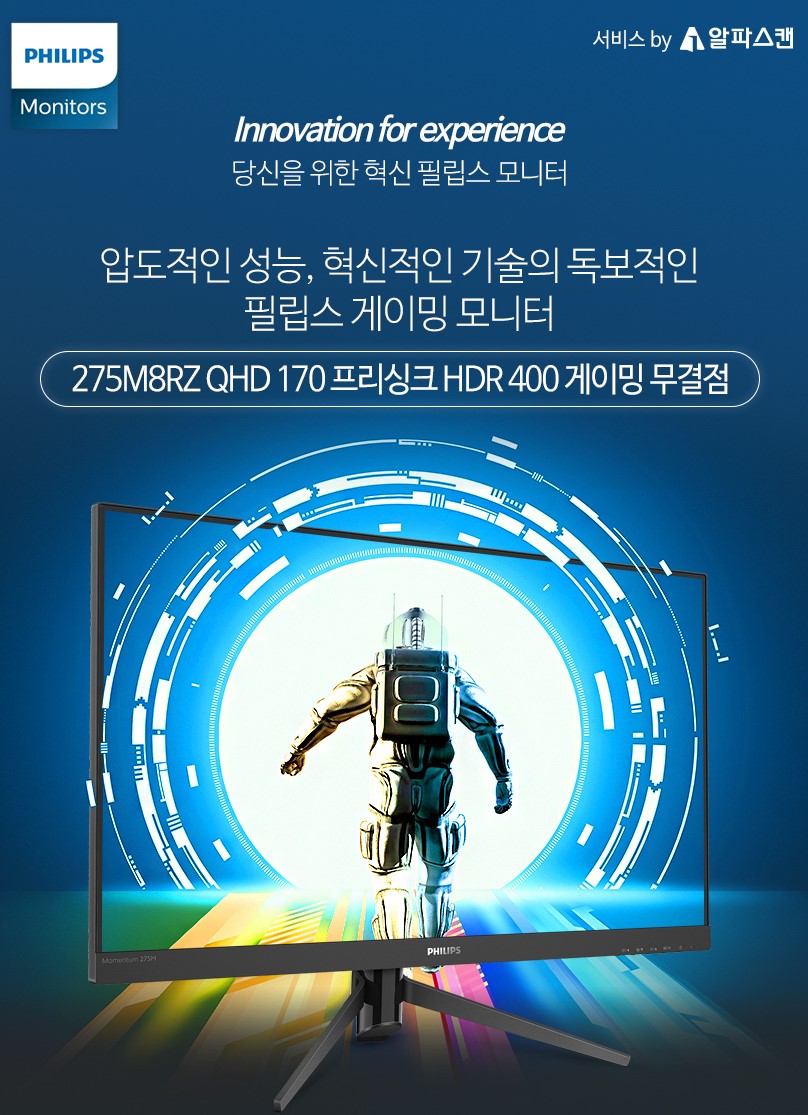 PHILIPS
Monitors
서비스 by 알파스캔
Innovation for experience
당신을 위한 혁신 필립스 모니터
압도적인 성능, 혁신적인 기술의 독보적인
필립스 게이밍 모니터
275M8RZ QHD 170 프리싱크 HDR 400 게이밍 무결점
Momentum 275M
PHILIPS